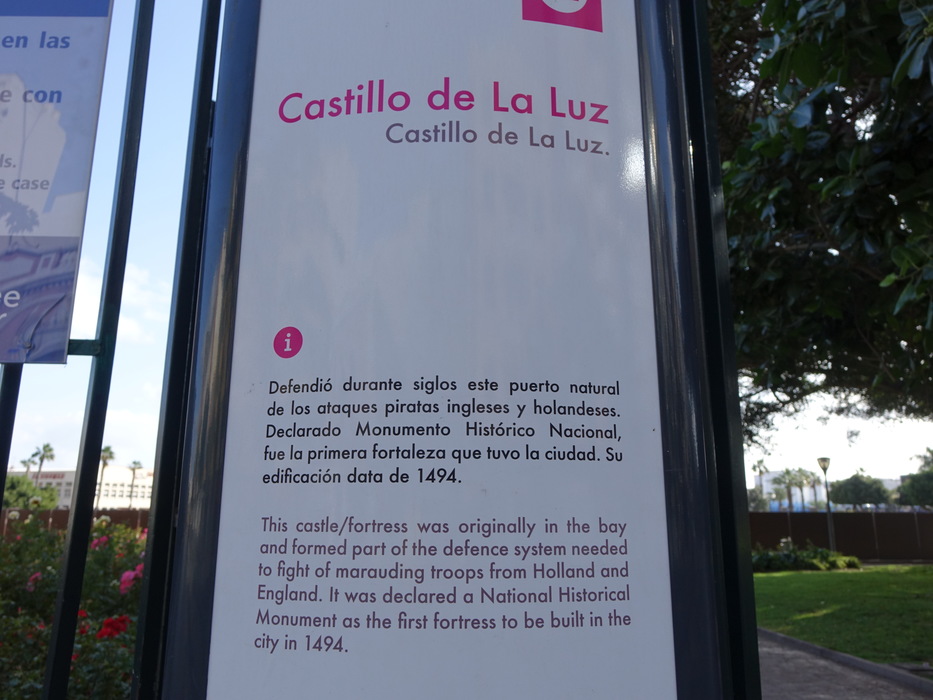 en las
e con
ls.
e case
Castillo de La Luz
Castillo de La Luz.
i
Defendió durante siglos este puerto natural
de los ataques piratas ingleses y holandeses.
Declarado Monumento Histórico Nacional,
fue la primera fortaleza que tuvo la ciudad. Su
edificación data de 1494.
This castle/fortress was originally in the bay
and formed part of the defence system needed
to fight of marauding troops from Holland and
England. It was declared a National Historical
Monument as the first fortress to be built in the
city in 1494.